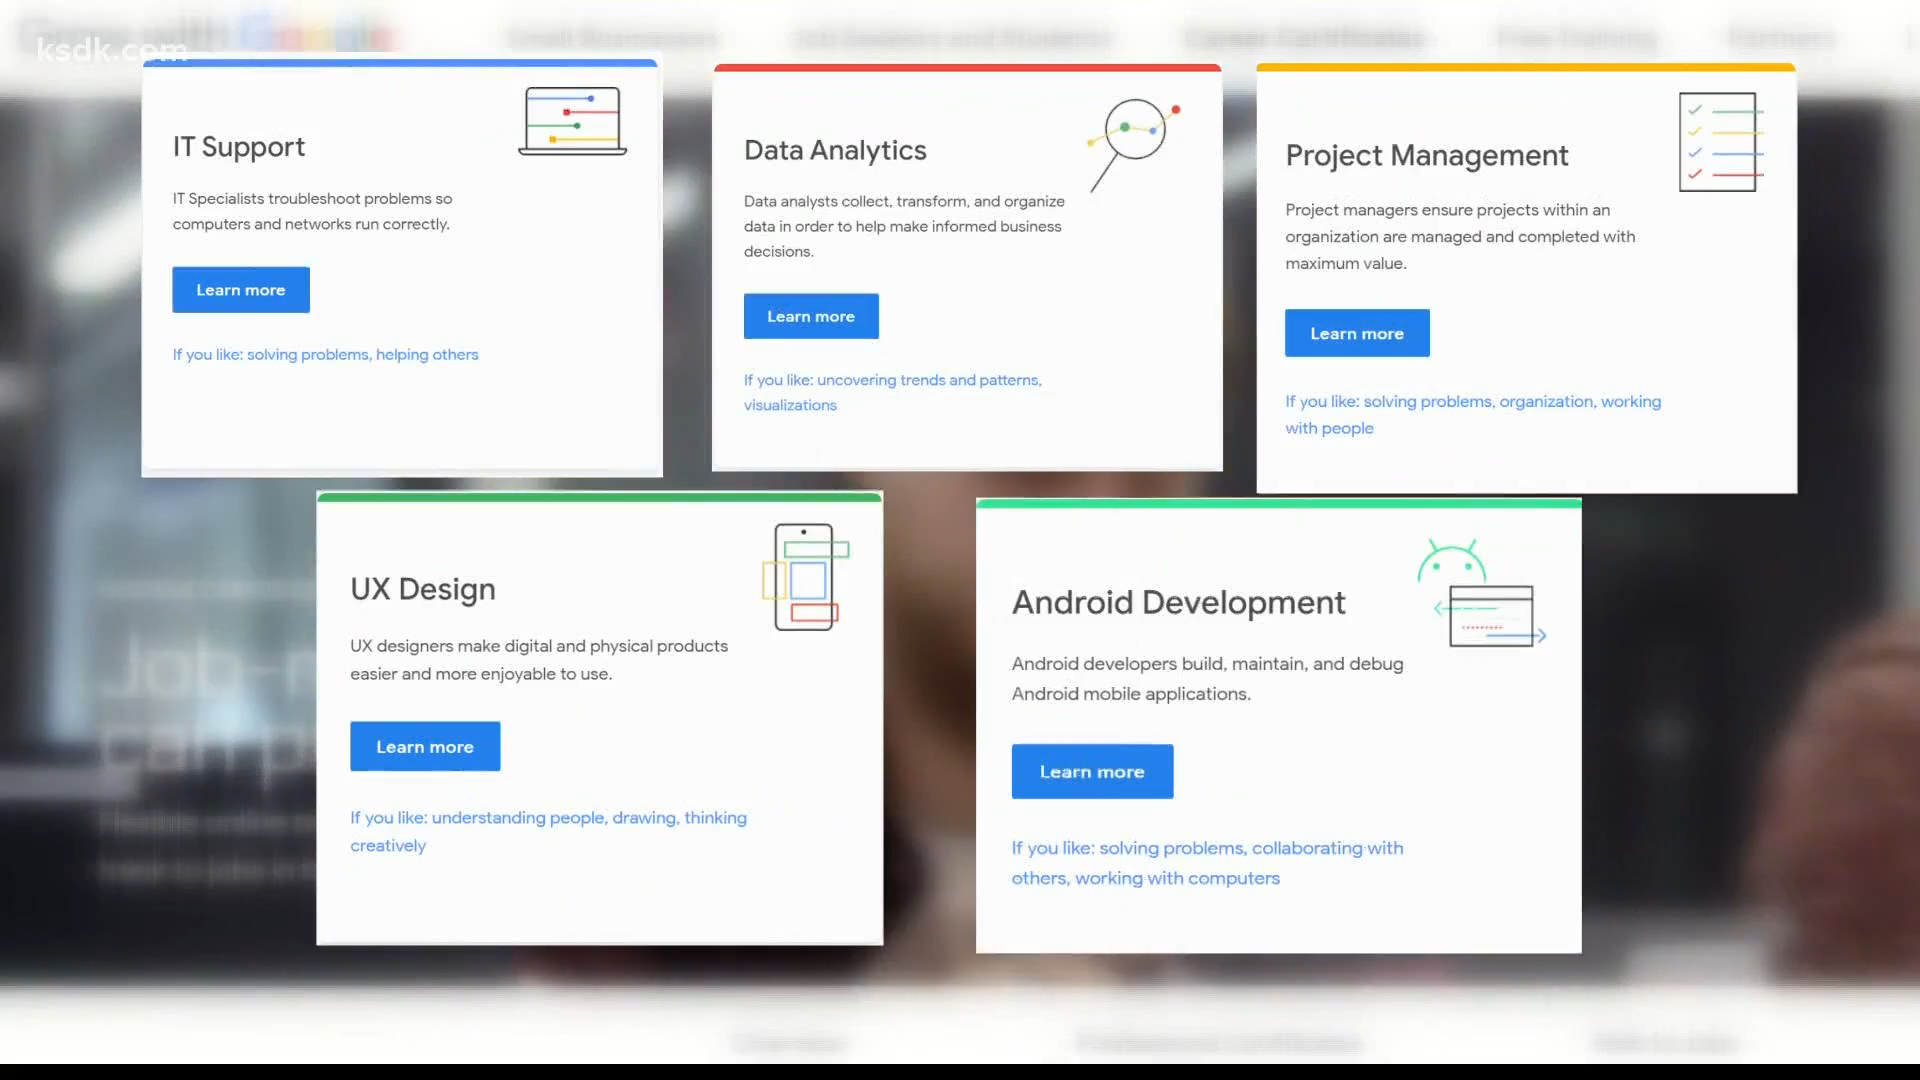 ksdk.com
IT Support
IT Specialists troubleshoot problems so
computers and networks run correctly.
Learn more
If you like: solving problems, helping others
Data Analytics
Data analysts collect, transform, and organize
data in order to help make informed business
decisions.
Learn more
If you like: uncovering trends and patterns,
visualizations
Project Management
Project managers ensure projects within an
organization are managed and completed with
maximum value.
Learn more
If you like: solving problems, organization, working
with people
UX Design
UX designers make digital and physical products
easier and more enjoyable to use.
Learn more
If you like: understanding people, drawing, thinking
creatively
Android Development
Android developers build, maintain, and debug
Android mobile applications.
Learn more
If you like: solving problems, collaborating with
others, working with computers